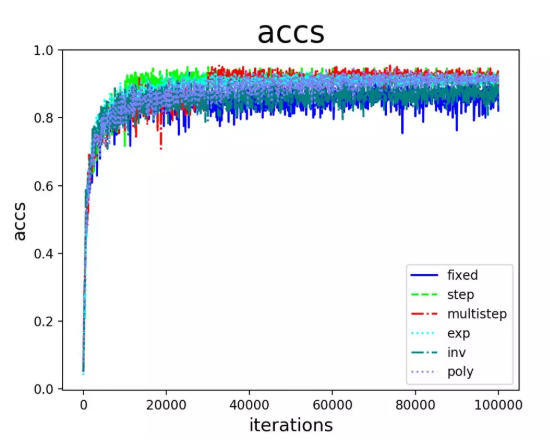 accs
1.0
0.8
0.6
0.4
0.2
0.0
accs
fixed
step
multistep
exp
inv
poly
0 20000 40000 60000 80000 100000
iterations